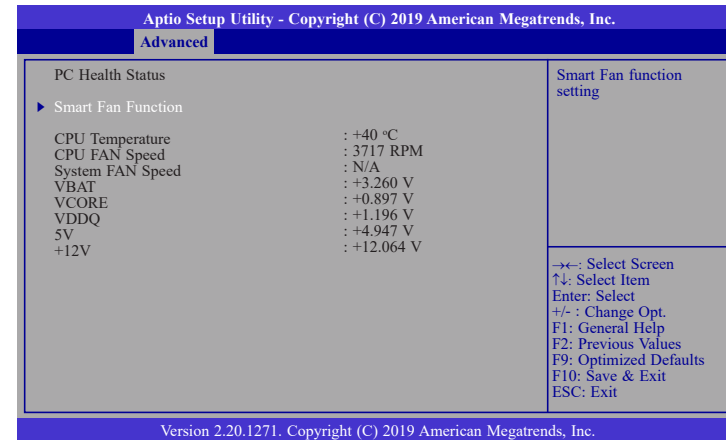 Aptio Setup Utility - Copyright (C) 2019 American Megatrends, Inc.
Advanced
PC Health Status
Smart Fan Function
CPU Temperature : +40 °C
CPU FAN Speed : 3717 RPM
System FAN Speed : N/A
VBAT : +3.260 V
VCORE : +0.897 V
VDDQ : +1.196 V
5V : +4.947 V
+12V : +12.064 V
Smart Fan function
setting
→←: Select Screen
↑↓: Select Item
Enter: Select
+/- : Change Opt.
F1: General Help
F2: Previous Values
F9: Optimized Defaults
F10: Save & Exit
ESC: Exit
Version 2.20.1271. Copyright (C) 2019 American Megatrends, Inc.